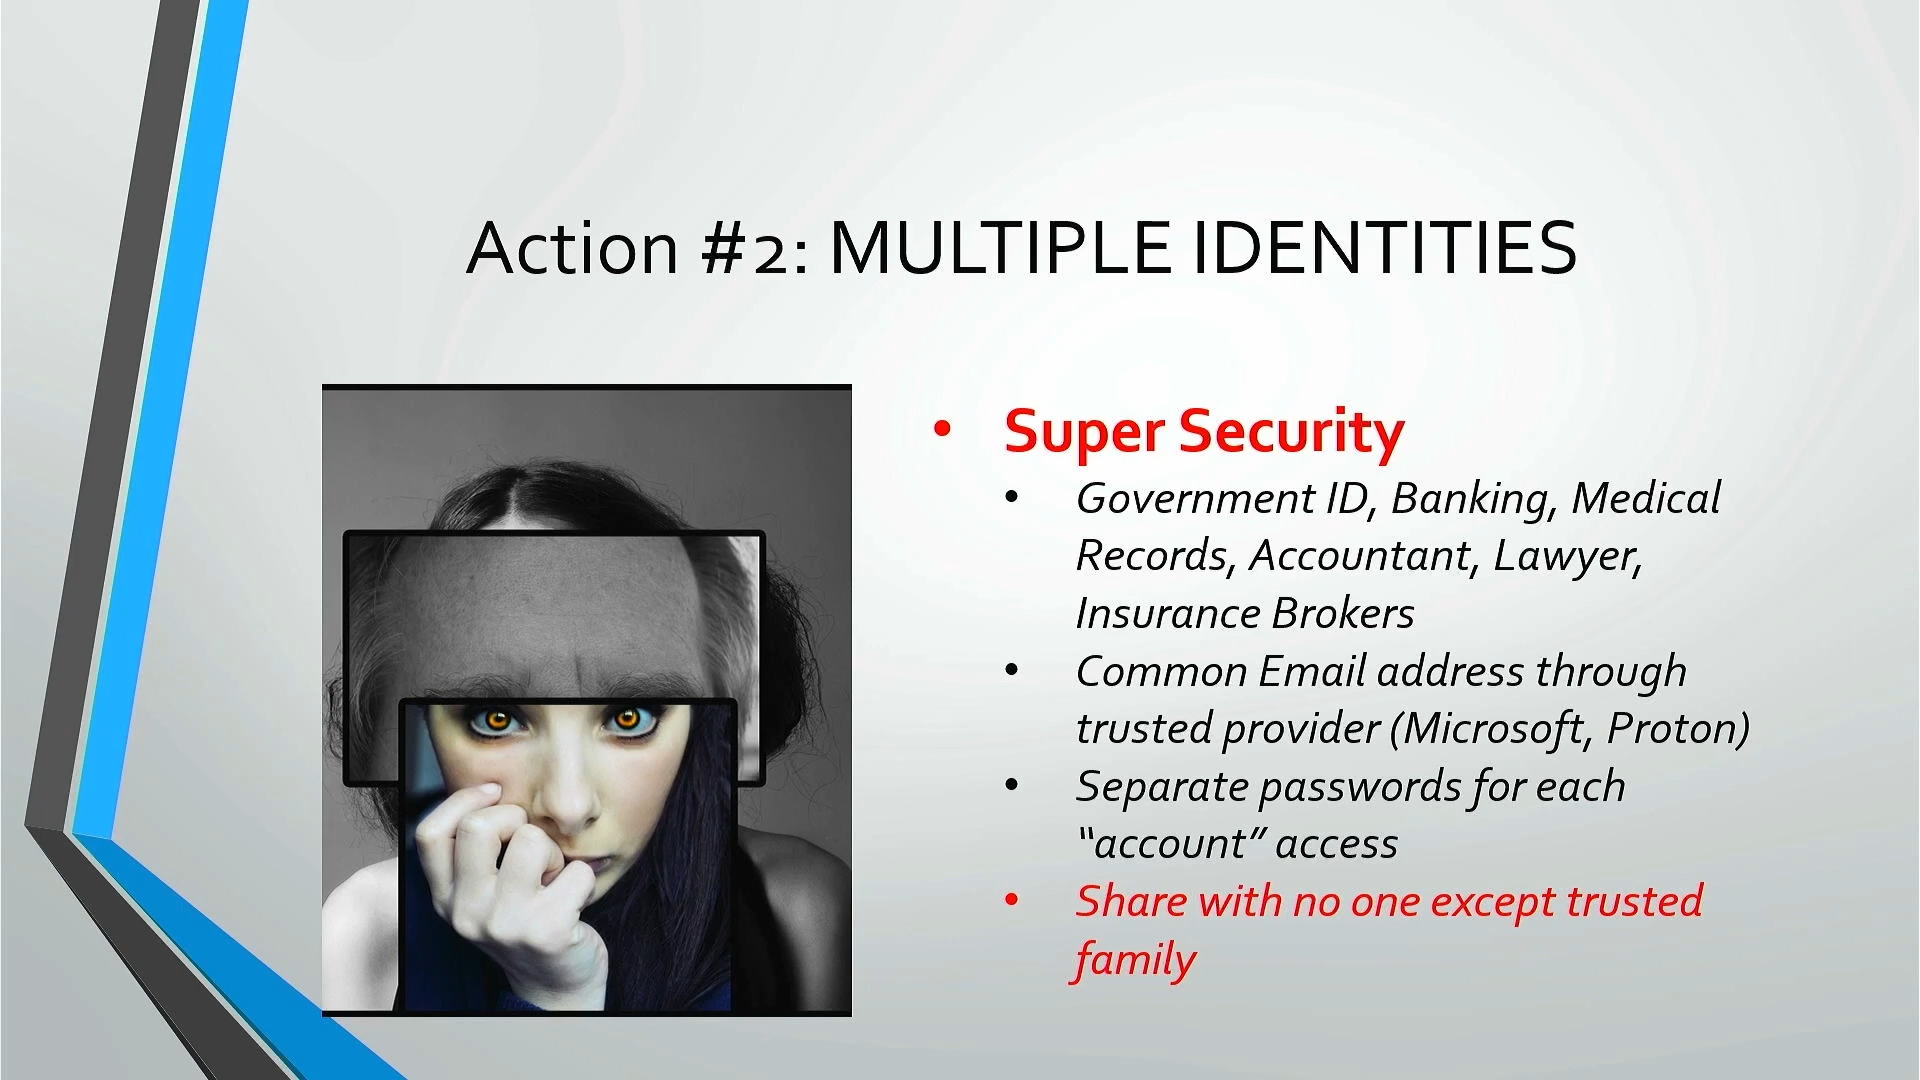 Action #2: MULTIPLE IDENTITIES
• Super Security
• Government ID, Banking, Medical
Records, Accountant, Lawyer,
Insurance Brokers
• Common Email address through
trusted provider (Microsoft, Proton)
• Separate passwords for each
“account” access
• Share with no one except trusted
family